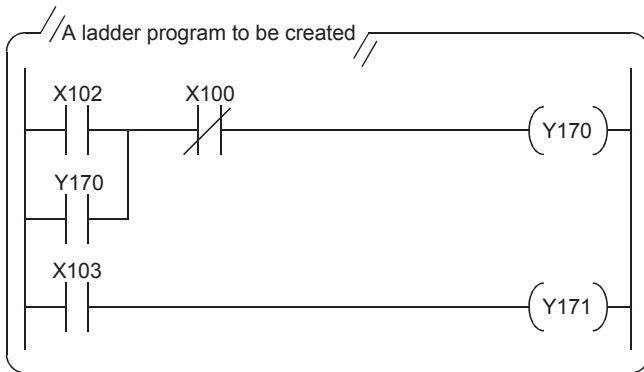 A ladder program to be created
X102
X100
Y170
Y170
X103
Y171